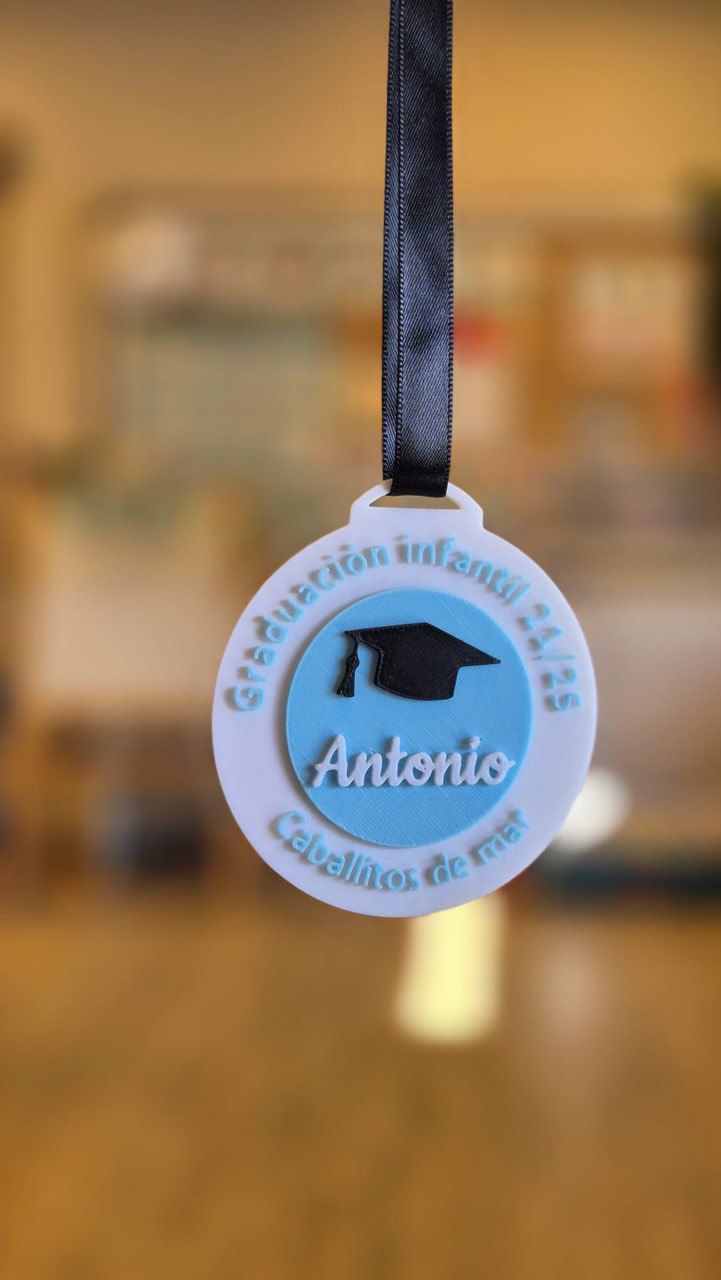 Graduación infantil 24/25
Antonio
Caballitos de mar